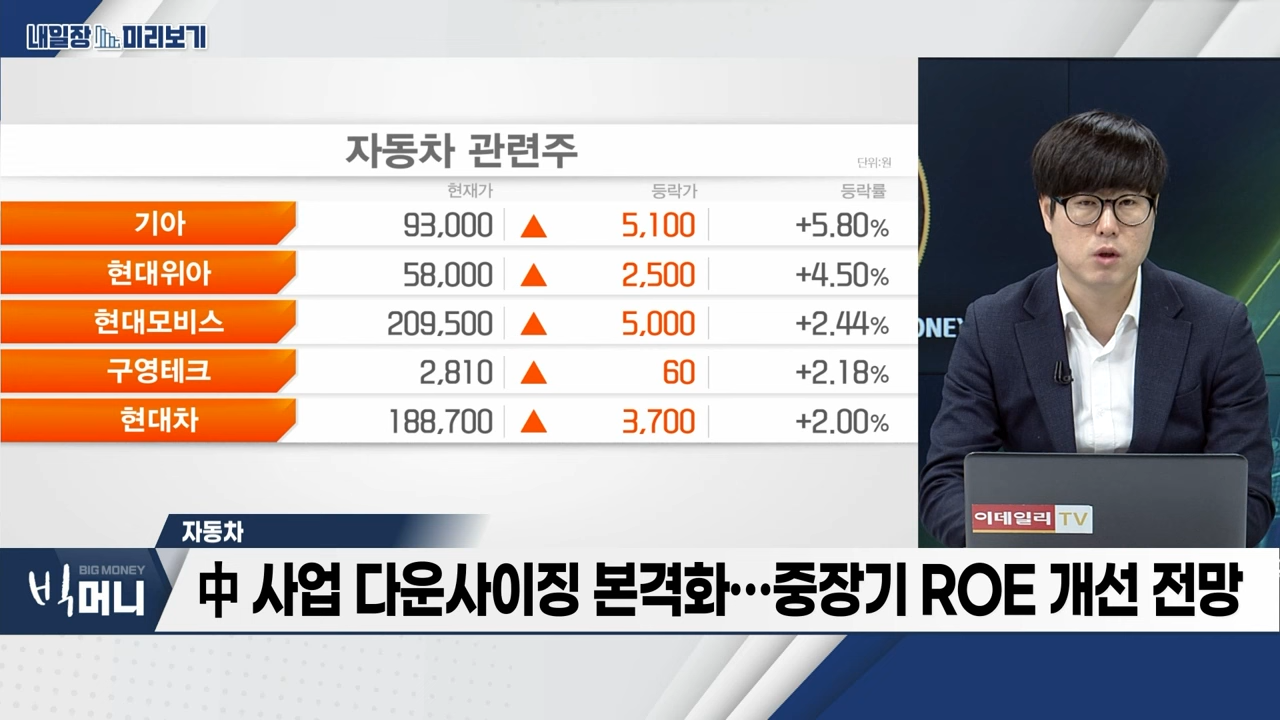 내일장 미리보기
자동차 관련주
단위:원
현재가 등락가 등락률
기아 93,000 ▲ 5,100 +5.80%
현대위아 58,000 ▲ 2,500 +4.50%
현대모비스 209,500 ▲ 5,000 +2.44%
구영테크 2,810 ▲ 60 +2.18%
현대차 188,700 ▲ 3,700 +2.00%
ONEY
이데일리 TV
자동차
BIG MONEY
빅머니
中 사업 다운사이징 본격화…중장기 ROE 개선 전망